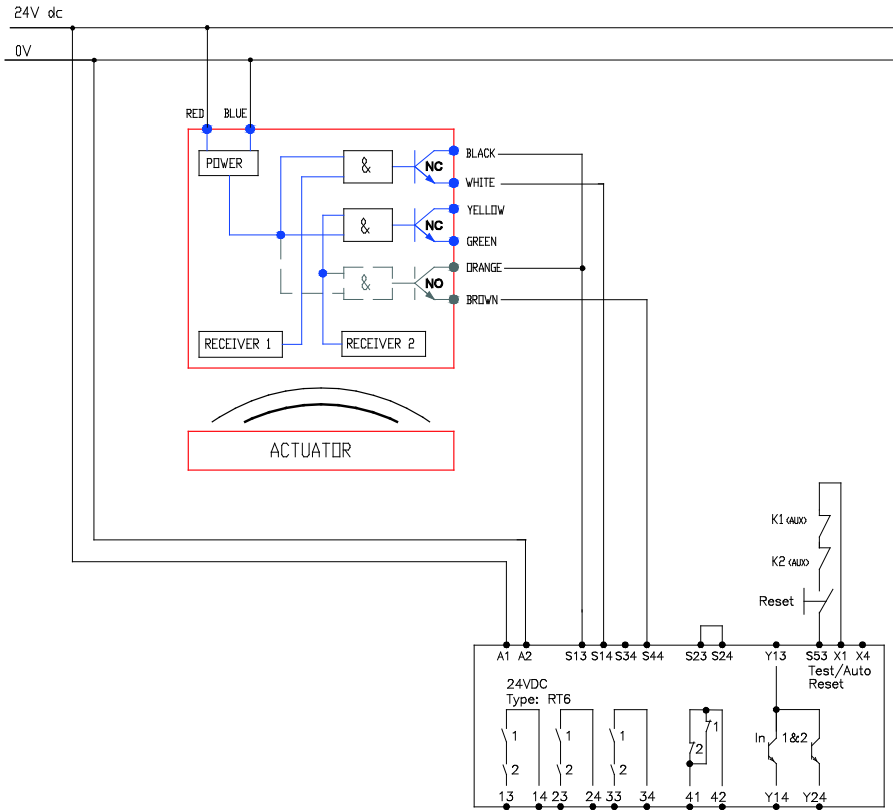 24V dc
0V
RED BLUE
POWER
& NC BLACK
WHITE
YELLOW
& NC
GREEN
ORANGE
& NO
BROWN
RECEIVER 1 RECEIVER 2
ACTUATOR
K1 (AUX)
K2 (AUX)
Reset
A1 A2 S13 S14 S34 S44 S23 S24 Y13 S53 X1 X4
Test/Auto
Reset
24VDC
Type: RT6
1 1 1 1 In 1&2
2 2 2 2
13 14 23 24 33 34 41 42 Y14 Y24